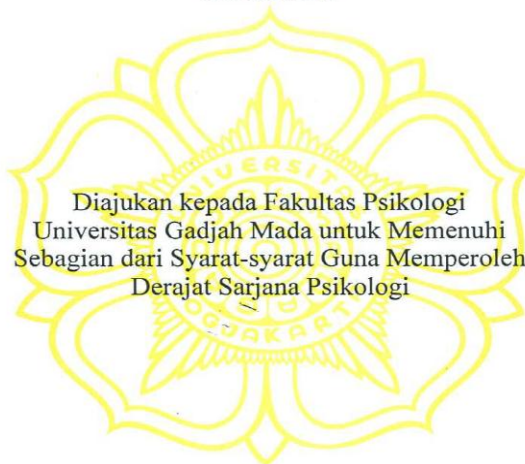 Diajukan kepada Fakultas Psikologi
Universitas Gadjah Mada untuk Memenuhi
Sebagian dari Syarat-syarat Guna Memperoleh
Derajat Sarjana Psikologi